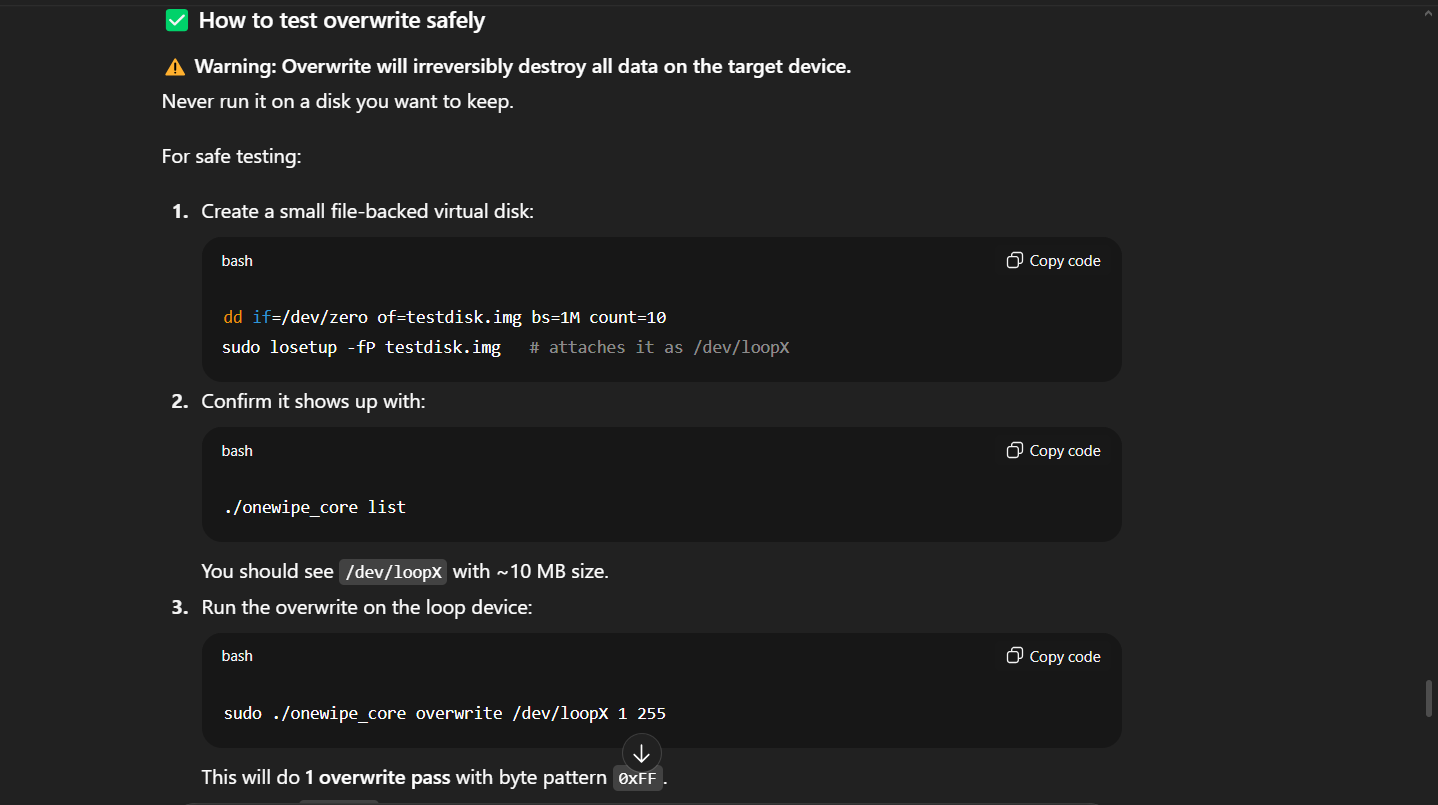 ✅ How to test overwrite safely
⚠️ Warning: Overwrite will irreversibly destroy all data on the target device.
Never run it on a disk you want to keep.
For safe testing:
1. Create a small file-backed virtual disk:
bash Copy code
dd if=/dev/zero of=testdisk.img bs=1M count=10
sudo losetup -fP testdisk.img # attaches it as /dev/loopX
2. Confirm it shows up with:
bash Copy code
./onewipe_core list
You should see /dev/loopX with ~10 MB size.
3. Run the overwrite on the loop device:
bash Copy code
sudo ./onewipe_core overwrite /dev/loopX 1 255
This will do 1 overwrite pass with byte pattern 0xFF.